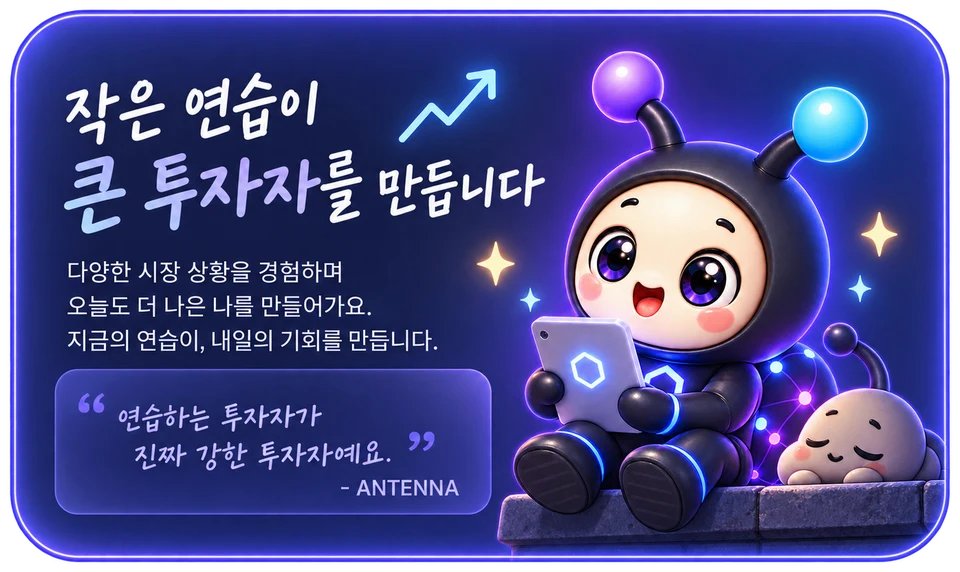 작은 연습이
큰 투자자를 만듭니다
다양한 시장 상황을 경험하며
오늘도 더 나은 나를 만들어가요.
지금의 연습이, 내일의 기회를 만듭니다.
“ 연습하는 투자자가
진짜 강한 투자자예요. ”
- ANTENNA